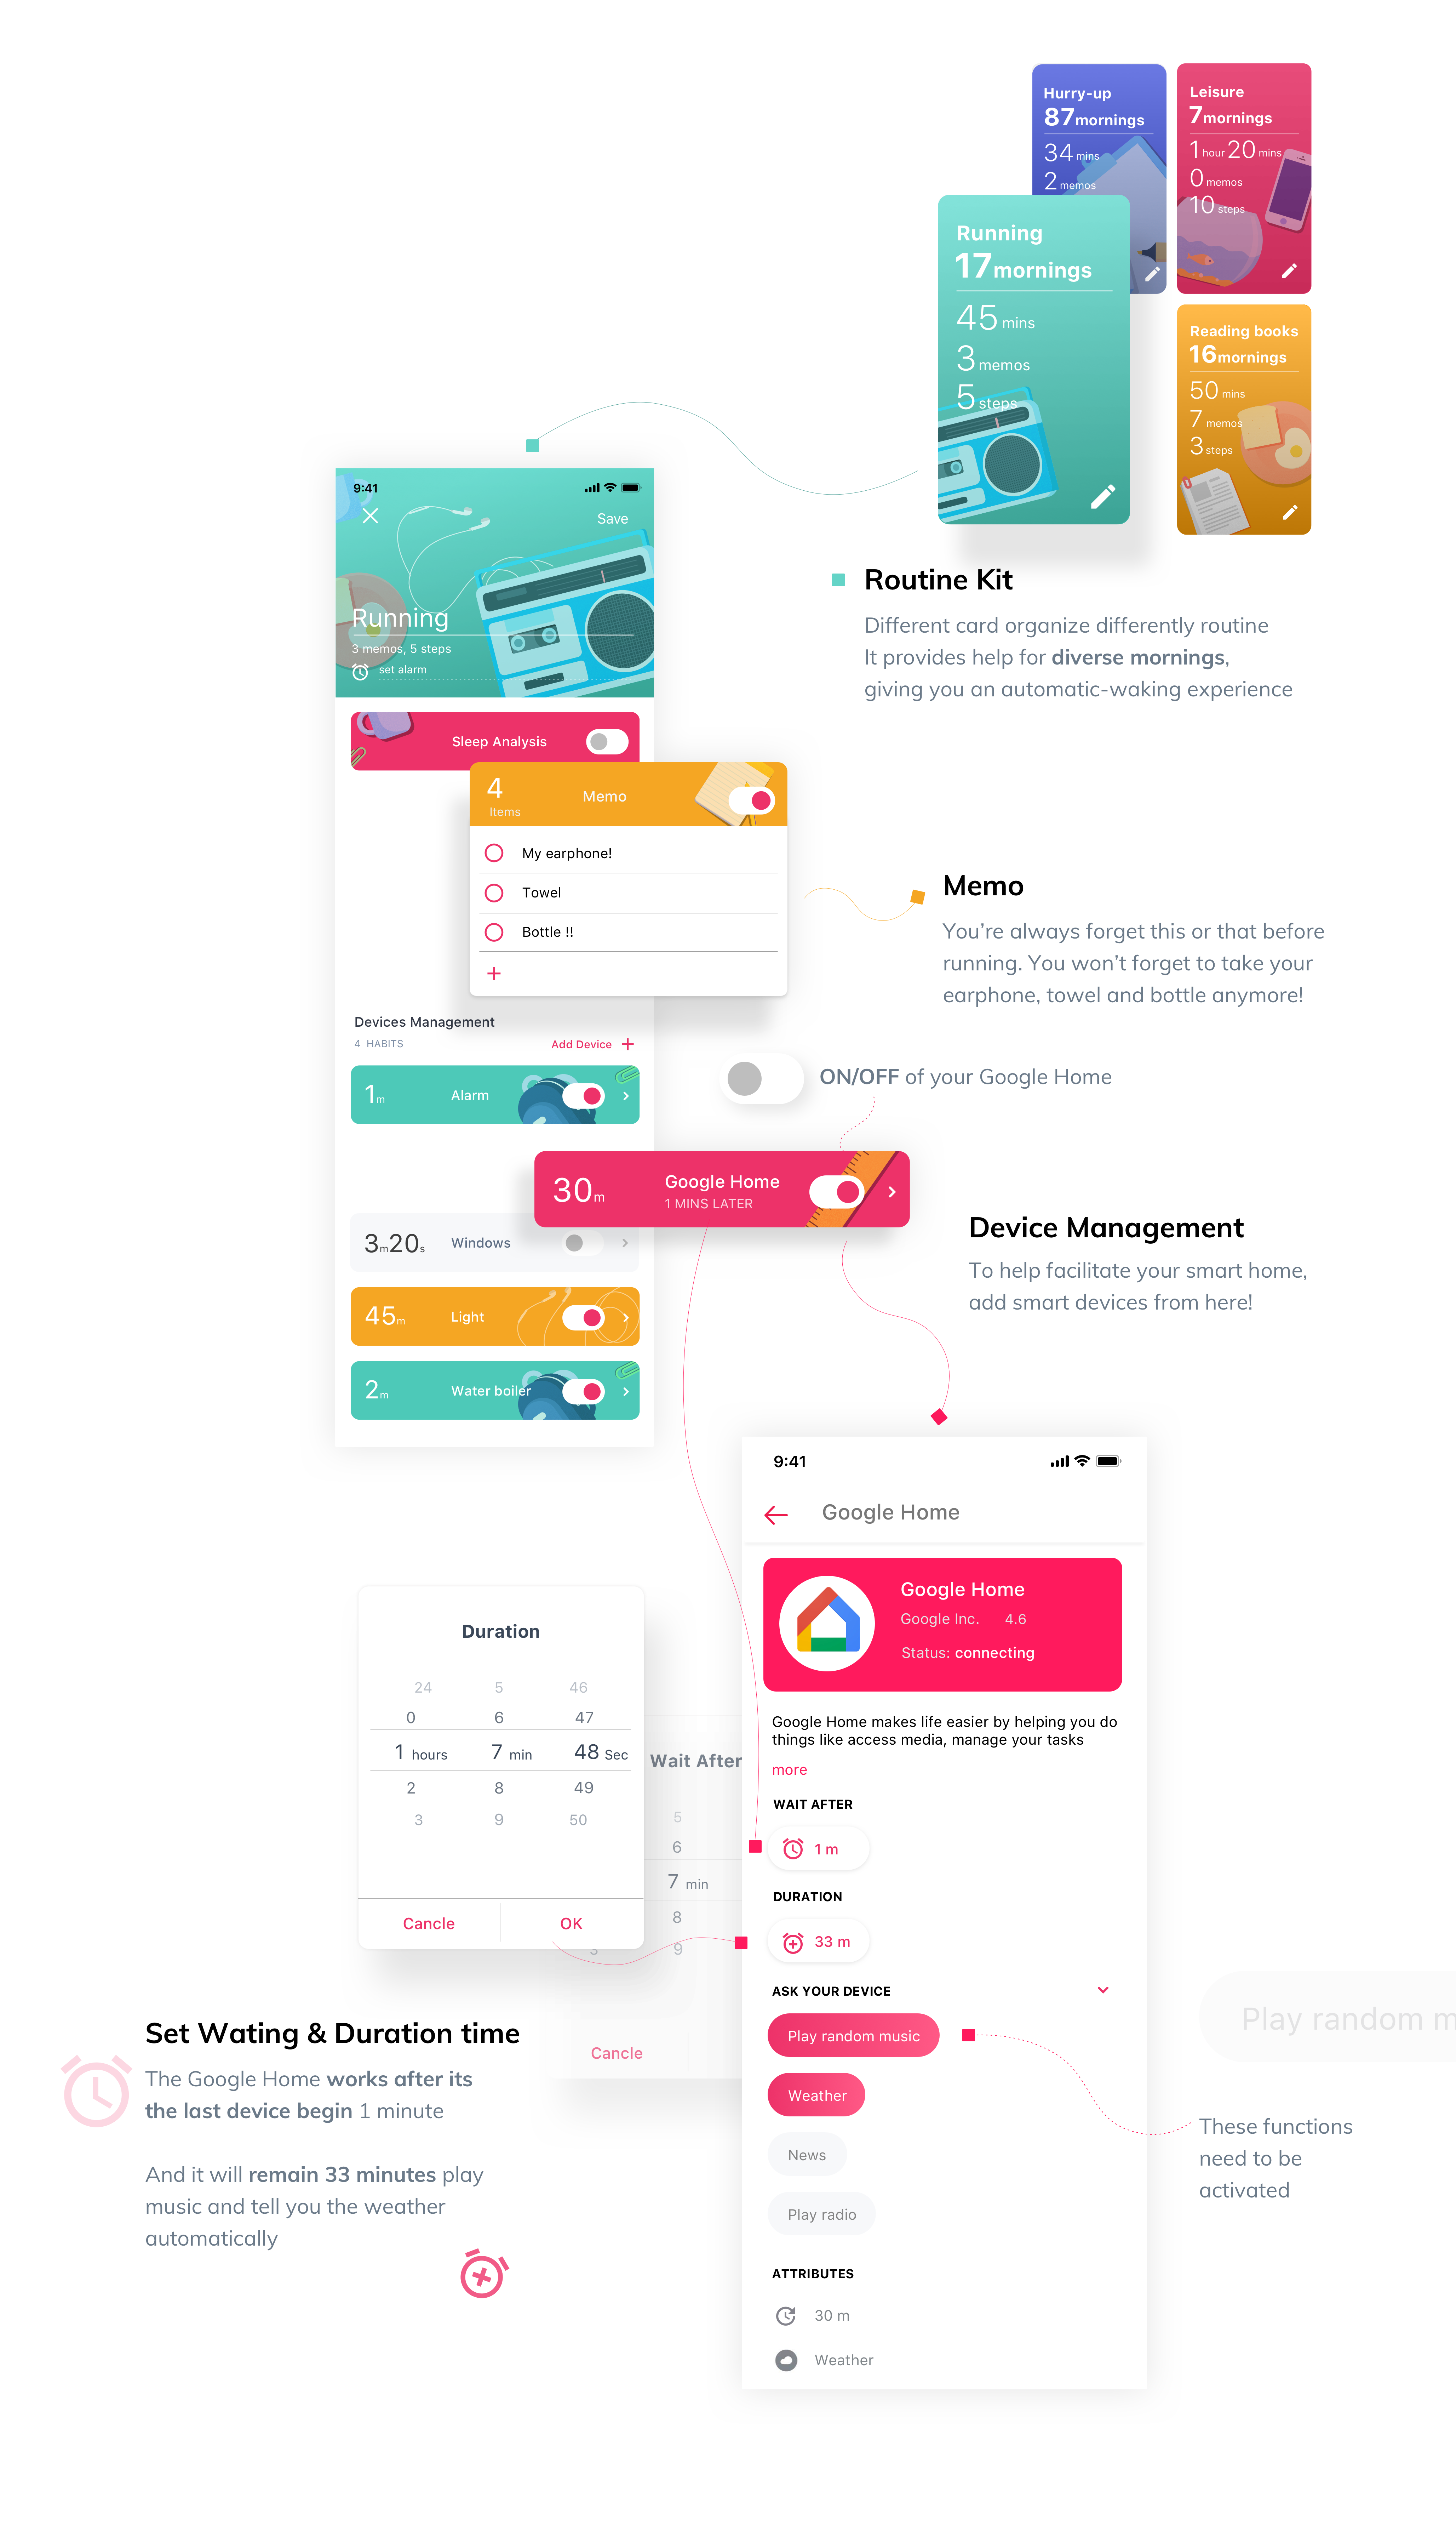 Hurry-up
87mornings
34 mins
2 memos
Leisure
7mornings
1 hour 20 mins
0 memos
10 steps
Running
17mornings
45 mins
3 memos
5 steps
Reading books
16mornings
50 mins
7 memos
3 steps
9:41
Save
Running
3 memos, 5 steps
set alarm
Routine Kit
Different card organize differently routine
It provides help for diverse mornings,
giving you an automatic-waking experience
Sleep Analysis
4
Items
Memo
My earphone!
Towel
Bottle !!
Memo
You're always forget this or that before
running. You won't forget to take your
earphone, towel and bottle anymore!
Devices Management
4 HABITS
Add Device
1m
Alarm
ON/OFF of your Google Home
30m
Google Home
1 MINS LATER
3m20s
Windows
45m
Light
2m
Water boiler
Device Management
To help facilitate your smart home,
add smart devices from here!
9:41
Google Home
Google Home
Google Inc. 4.6
Status: connecting
Google Home makes life easier by helping you do
things like access media, manage your tasks
more
WAIT AFTER
1 m
DURATION
33 m
ASK YOUR DEVICE
Play random music
Weather
News
Play radio
ATTRIBUTES
30 m
Weather
Duration
24 5 46
0 6 47
1 hours 7 min 48 Sec
2 8 49
3 9 50
Cancle OK
Wait After
5
6
7 min
8
3 9
Cancle
Set Wating & Duration time
The Google Home works after its
the last device begin 1 minute
And it will remain 33 minutes play
music and tell you the weather
automatically
Play random m
These functions
need to be
activated